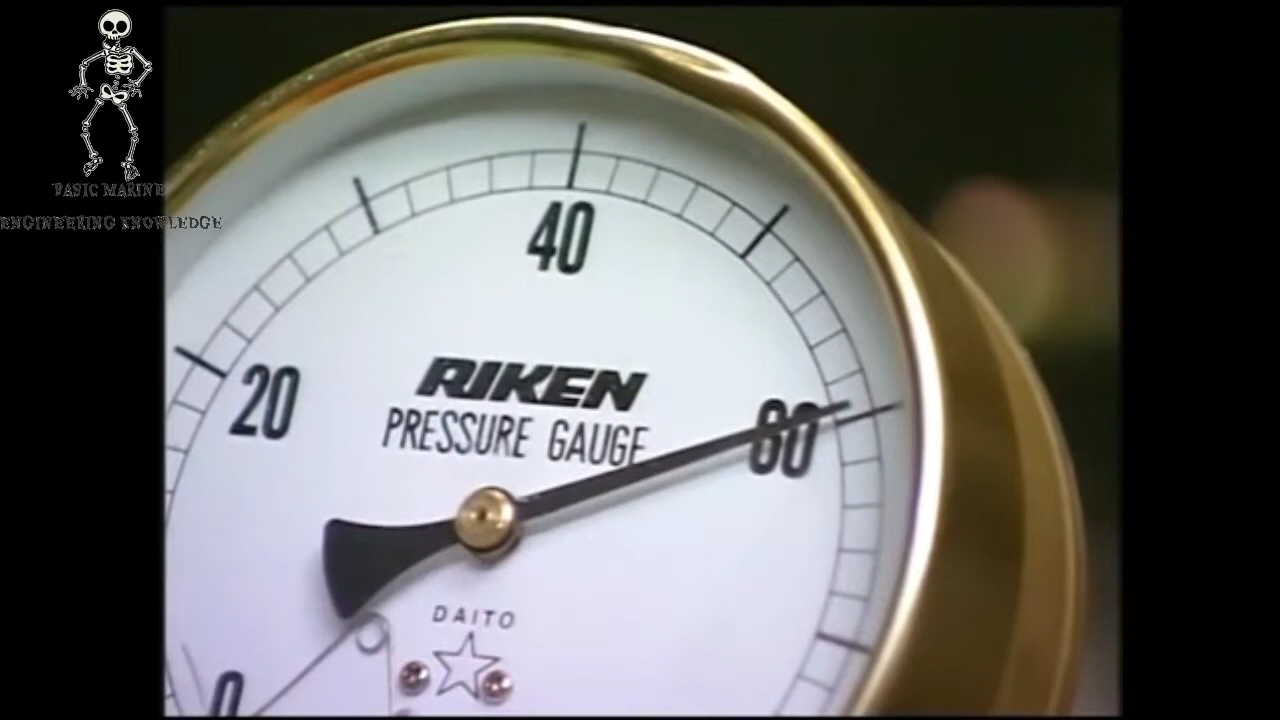 BASIC MARINE
ENGINEERING KNOWLEDGE
40
20
RIKEN
PRESSURE GAUGE
60
DAITO
0